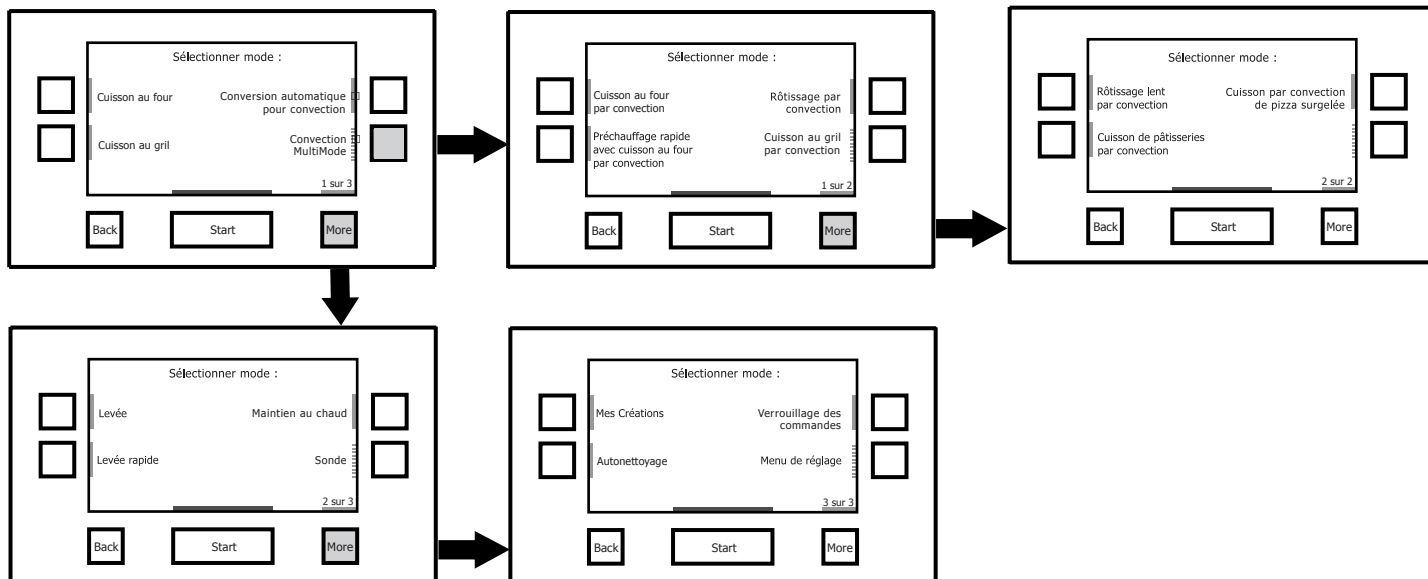 Sélectionner mode :
Cuisson au four
Conversion automatique
pour convection
Cuisson au gril
Convection
MultiMode
1 sur 3
Back
Start
More
Sélectionner mode :
Cuisson au four
par convection
Rôtissage par
convection
Préchauffage rapide
avec cuisson au four
par convection
Cuisson au gril
par convection
1 sur 2
Back
Start
More
Sélectionner mode :
Rôtissage lent
par convection
Cuisson par convection
de pizza surgelée
Cuisson de pâtisseries
par convection
2 sur 2
Back
Start
More
Sélectionner mode :
Levée
Maintien au chaud
Levée rapide
Sonde
2 sur 3
Back
Start
More
Sélectionner mode :
Mes Créations
Verrouillage des
commandes
Autonettoyage
Menu de réglage
3 sur 3
Back
Start
More